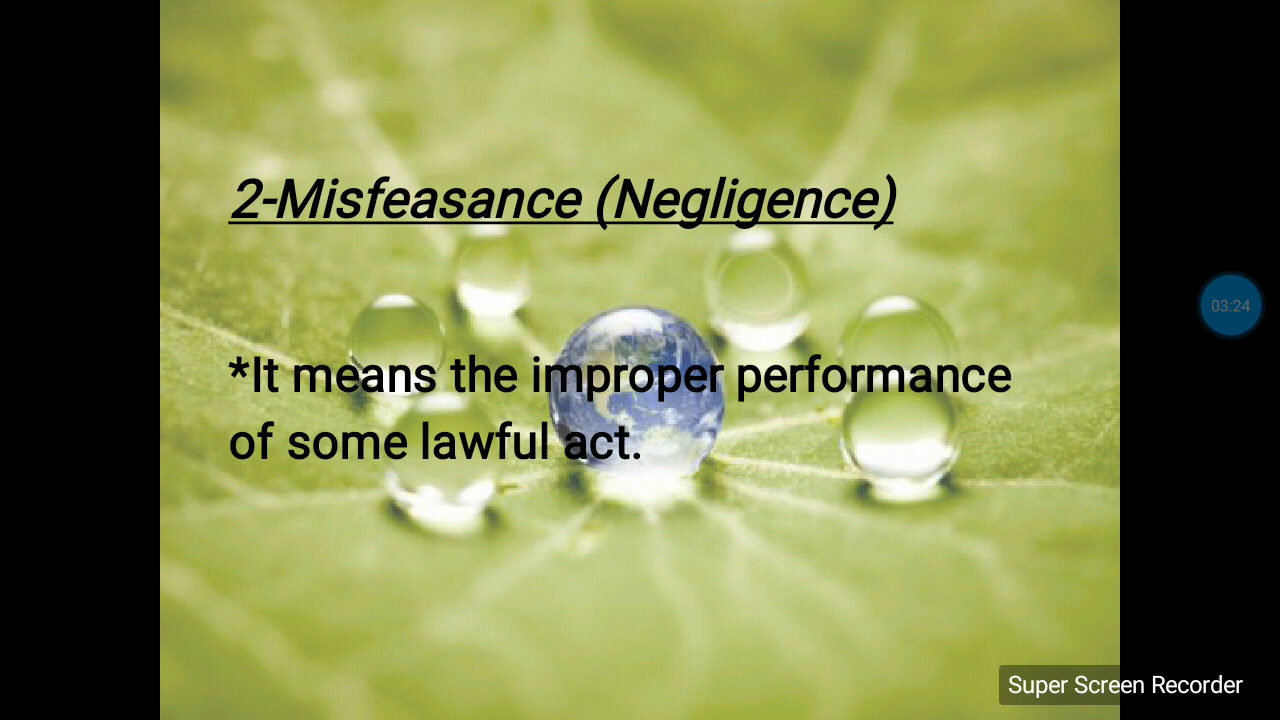 2-Misfeasance (Negligence)
*It means the improper performance
of some lawful act.
03:24
Super Screen Recorder